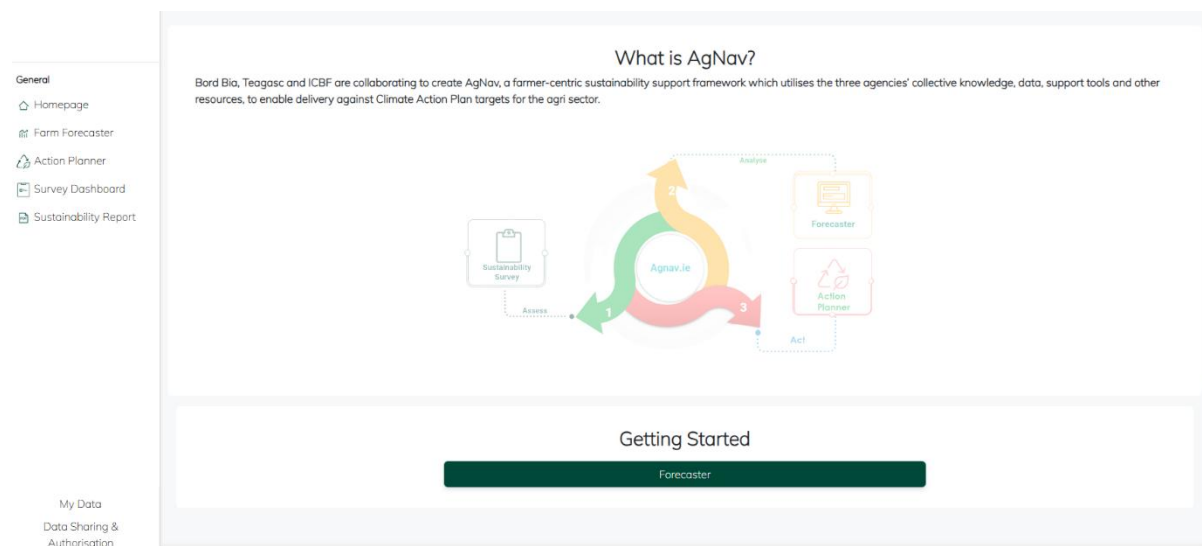 General
Homepage
Farm Forecaster
Action Planner
Survey Dashboard
Sustainability Report
My Data
Data Sharing &
Authorisation
What is AgNav?
Bord Bia, Teagasc and ICBF are collaborating to create AgNav, a farmer-centric sustainability support framework which utilises the three agencies' collective knowledge, data, support tools and other
resources, to enable delivery against Climate Action Plan targets for the agri sector.
Analyse
2
Forecaster
Sustainability
Survey
Agnav.ie
Action
Planner
Assess
1
3
Act
Getting Started
Forecaster